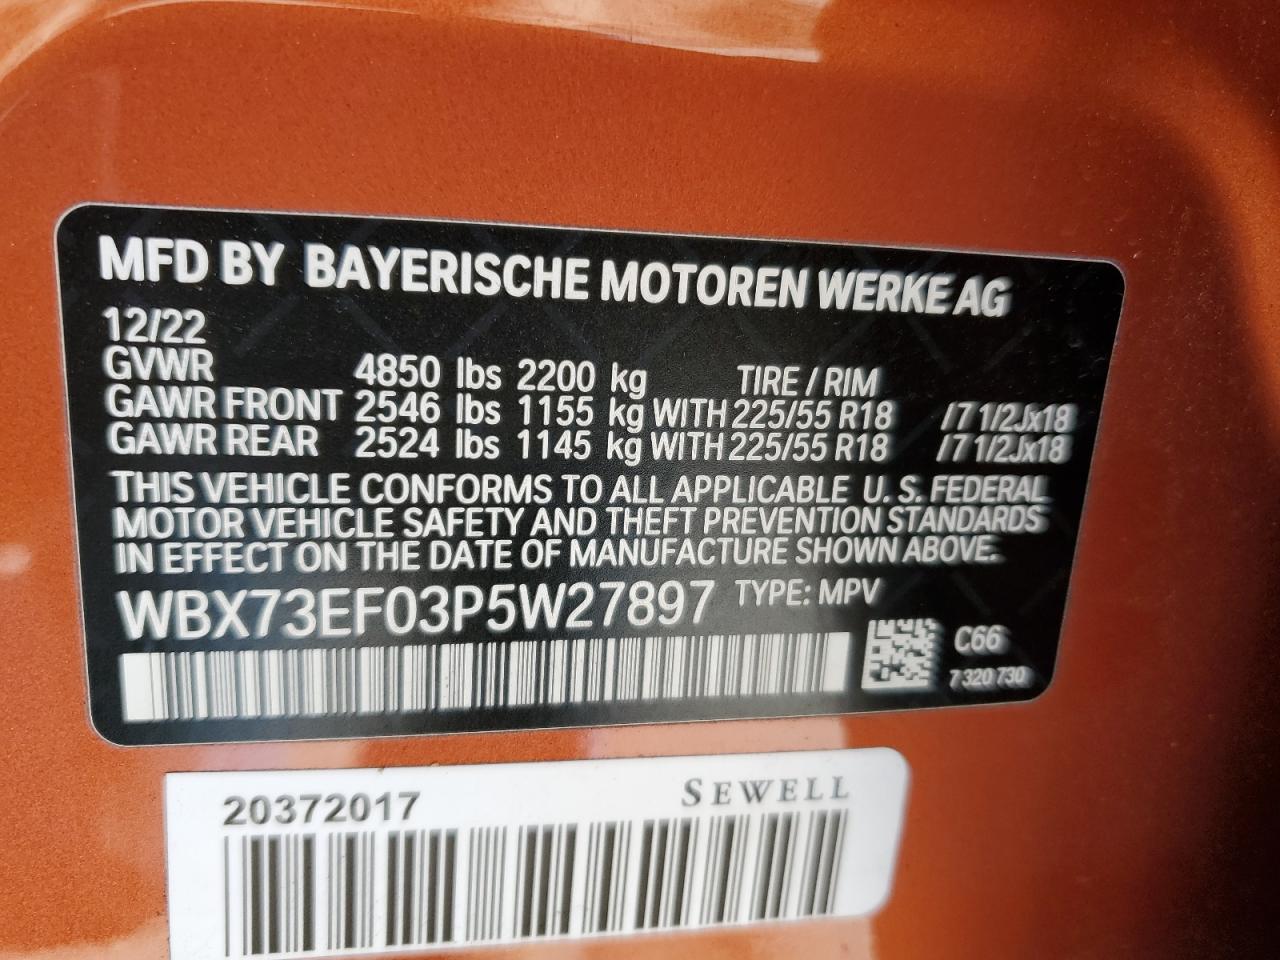 MFD BY BAYERISCHE MOTOREN WERKE AG
12/22
GVWR 4850 lbs 2200 kg TIRE / RIM
GAWR FRONT 2546 lbs 1155 kg WITH 225/55 R18 /7 1/2Jx18
GAWR REAR 2524 lbs 1145 kg WITH 225/55 R18 /7 1/2Jx18
THIS VEHICLE CONFORMS TO ALL APPLICABLE U. S. FEDERAL
MOTOR VEHICLE SAFETY AND THEFT PREVENTION STANDARDS
IN EFFECT ON THE DATE OF MANUFACTURE SHOWN ABOVE.
WBX73EF03P5W27897 TYPE: MPV
C66
7 320 730
20372017 SEWELL